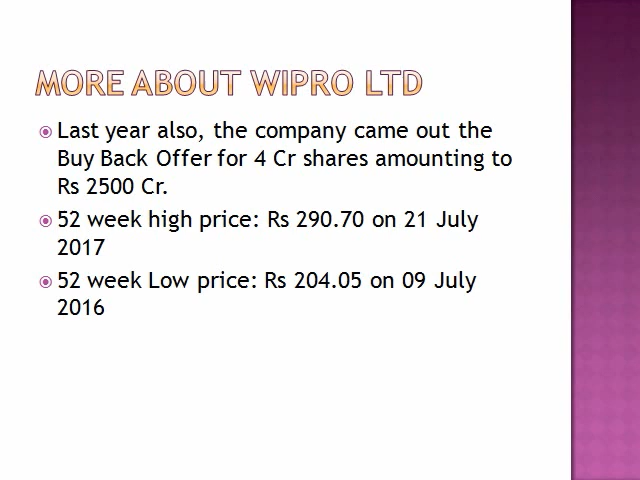 MORE ABOUT WIPRO LTD
Last year also, the company came out the
Buy Back Offer for 4 Cr shares amounting to
Rs 2500 Cr.
52 week high price: Rs 290.70 on 21 July
2017
52 week Low price: Rs 204.05 on 09 July
2016